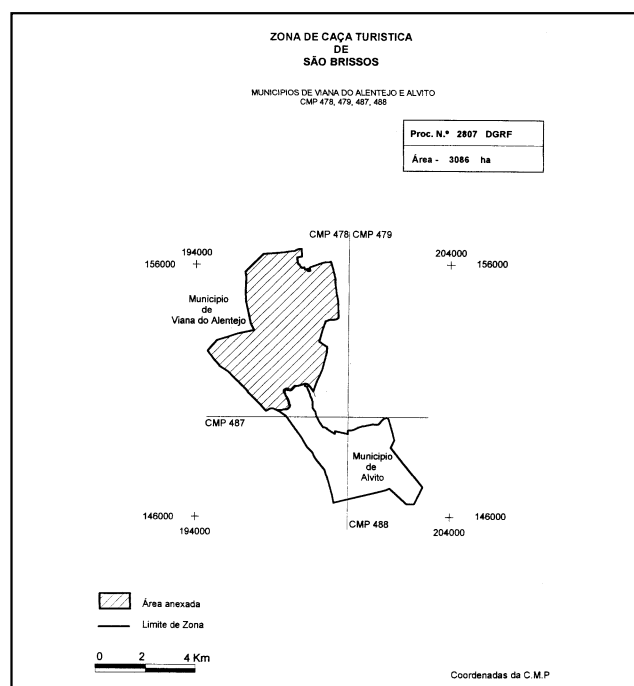 ZONA DE CAÇA TURISTICA
DE
SÃO BRISSOS
MUNICIPIOS DE VIANA DO ALENTEJO E ALVITO
CMP 478, 479, 487, 488
Proc. N.º 2807 DGRF
Área - 3086 ha
CMP 478 CMP 479
194000
156000
204000
156000
Municipio
de
Viana do Alentejo
CMP 487
Municipio
de
Alvito
146000
194000
CMP 488
146000
204000
Área anexada
Limite de Zona
0 2 4 Km
Coordenadas da C.M.P